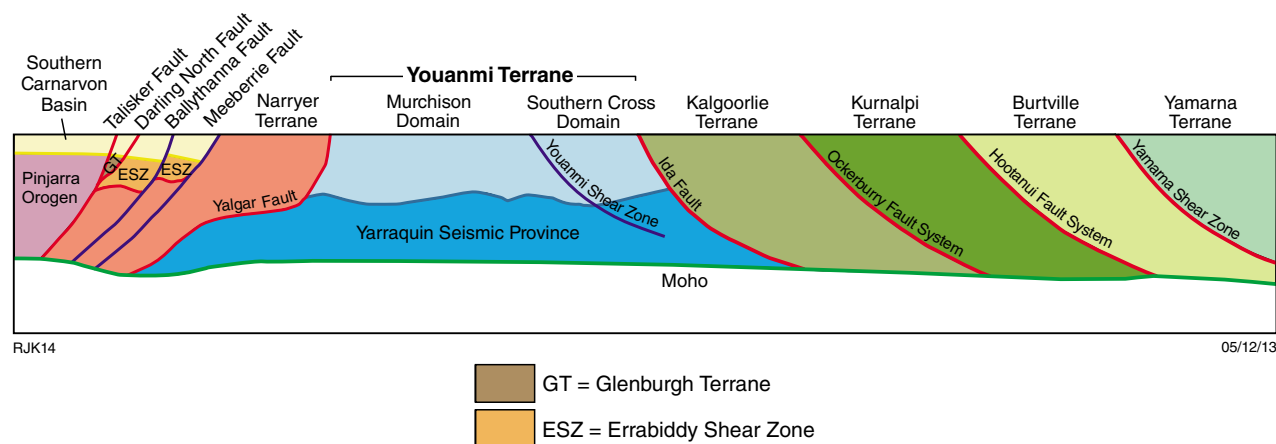 Southern
Carnarvon
Basin
Talisker Fault
Darling North Fault
Ballythanna Fault
Meeberrie Fault
Narryer
Terrane
Youanmi Terrane
Murchison
Domain
Southern Cross
Domain
Kalgoorlie
Terrane
Kurnalpi
Terrane
Burtville
Terrane
Yamarna
Terrane
GT
ESZ
ESZ
Pinjarra
Orogen
Yalgar Fault
Yarraquin Seismic Province
Youanmi Shear Zone
Ida Fault
Ockerburry Fault System
Hootanui Fault System
Yamarna Shear Zone
Moho
RJK14
05/12/13
GT = Glenburgh Terrane
ESZ = Errabiddy Shear Zone